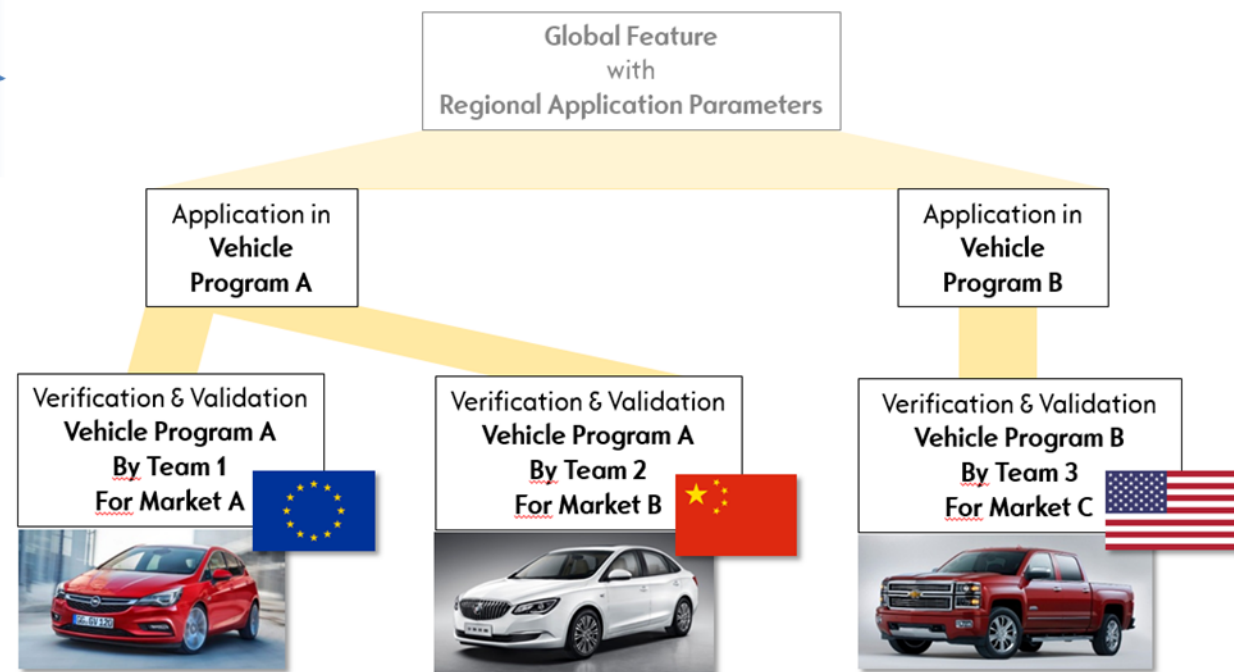 Global Feature
with
Regional Application Parameters
Application in
Vehicle
Program A
Application in
Vehicle
Program B
Verification & Validation
Vehicle Program A
By Team 1
For Market A
Verification & Validation
Vehicle Program A
By Team 2
For Market B
Verification & Validation
Vehicle Program B
By Team 3
For Market C